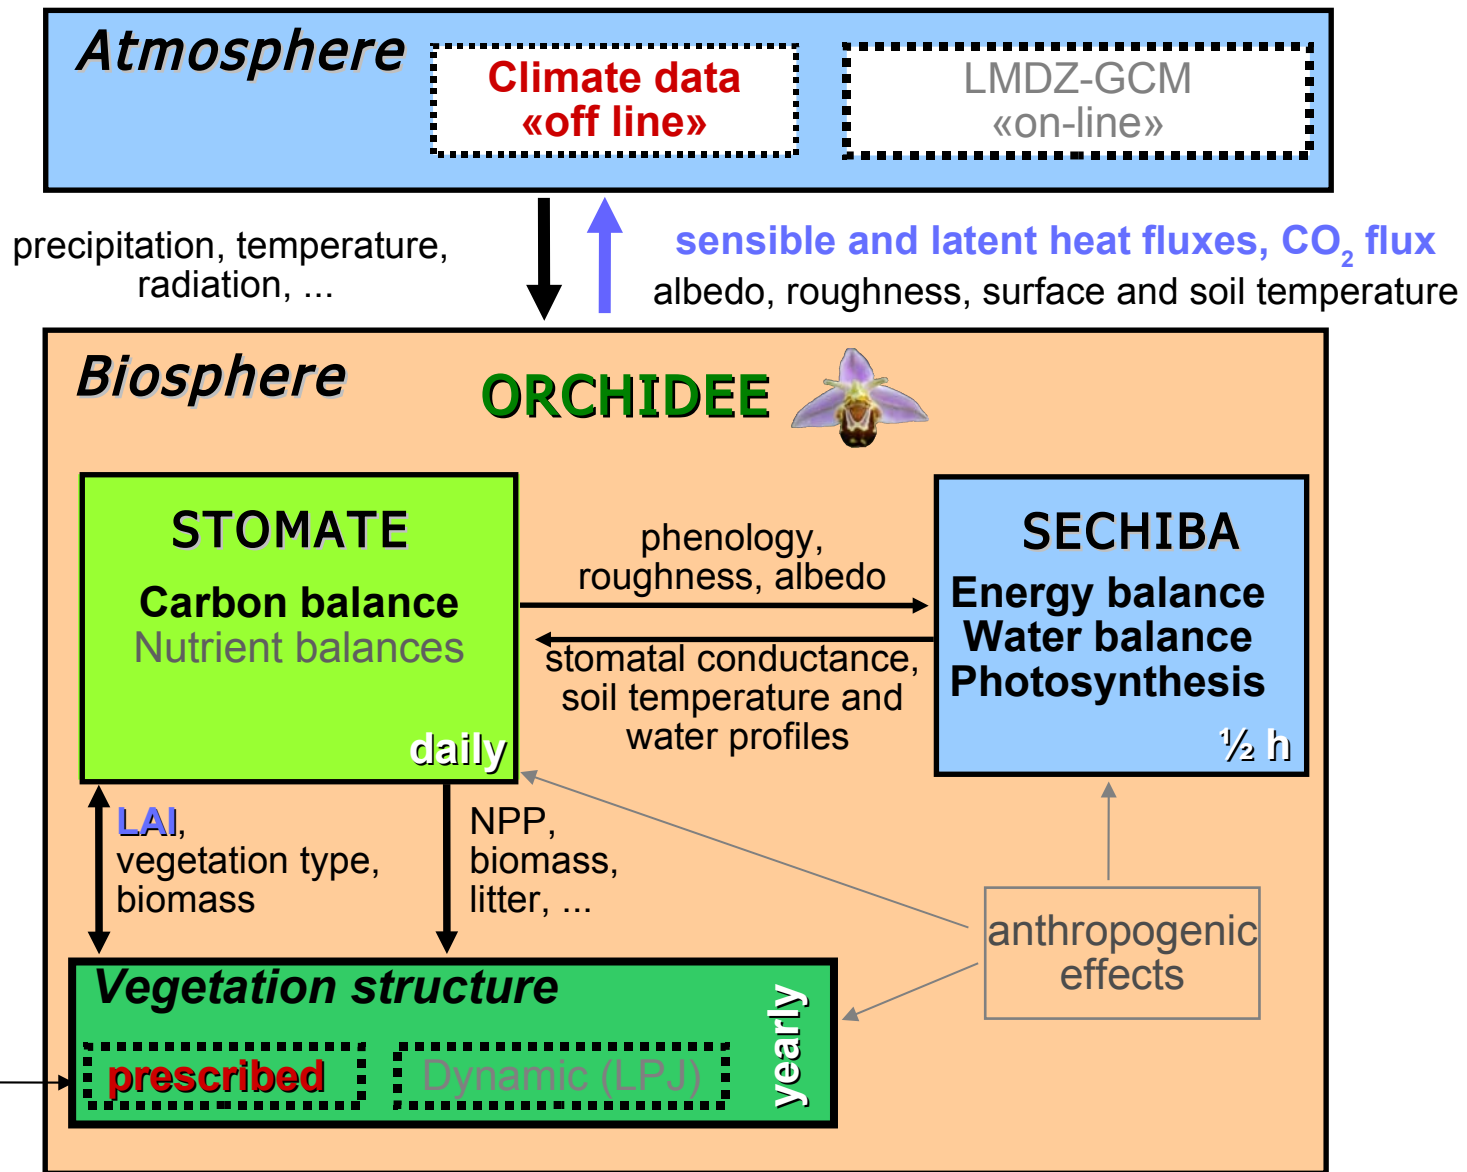 Atmosphere
Climate data
«off line»
LMDZ-GCM
«on-line»
precipitation, temperature,
radiation, ...
sensible and latent heat fluxes, CO₂ flux
albedo, roughness, surface and soil temperature
Biosphere
ORCHIDEE
STOMATE
Carbon balance
Nutrient balances
daily
phenology,
roughness, albedo
stomatal conductance,
soil temperature and
water profiles
SECHIBA
Energy balance
Water balance
Photosynthesis
½ h
LAI,
vegetation type,
biomass
NPP,
biomass,
litter, ...
anthropogenic
effects
Vegetation structure
prescribed
Dynamic (LPJ)
yearly